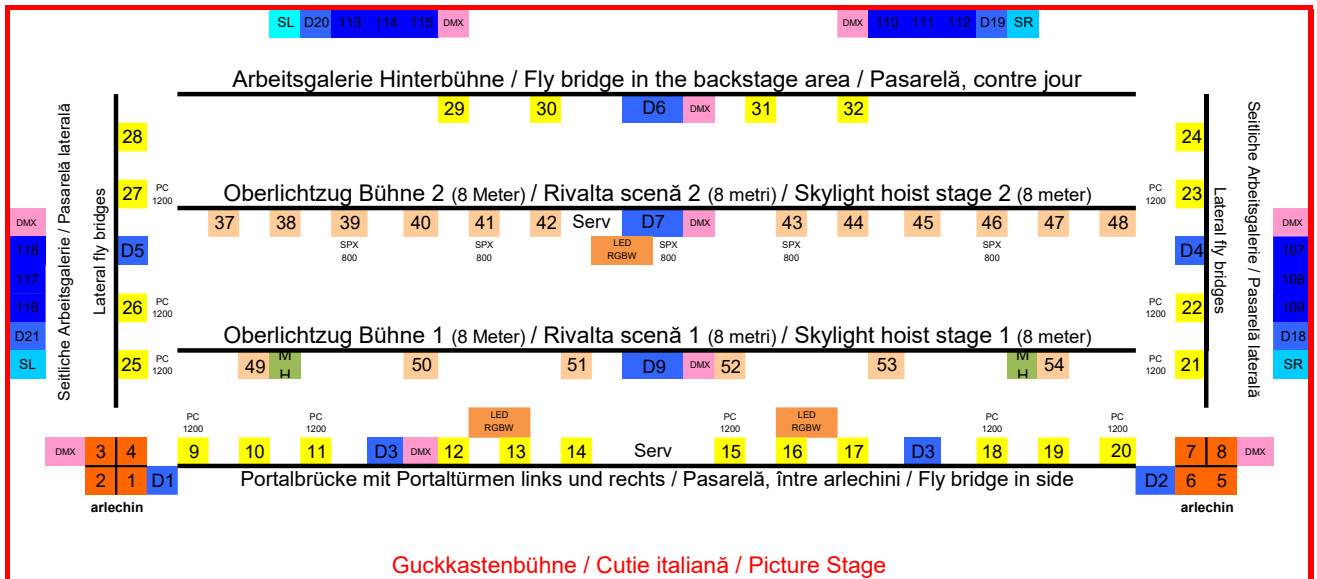 SL D20 113 114 115 DMX DMX 110 111 112 D19 SR
Arbeitsgalerie Hinterbühne / Fly bridge in the backstage area / Pasarelă, contre jour
29 30 D6 DMX 31 32
28 24
27 PC 1200 Oberlichtzug Bühne 2 (8 Meter) / Rivalta scenă 2 (8 metri) / Skylight hoist stage 2 (8 meter) PC 1200 23
DMX 37 38 39 40 41 42 Serv D7 DMX 43 44 45 46 47 48 DMX
118 D5 SPX 800 SPX 800 LED RGBW SPX 800 SPX 800 SPX 800 D4 107
117 108
116 26 PC 1200 PC 1200 22 109
D21 Oberlichtzug Bühne 1 (8 Meter) / Rivalta scenă 1 (8 metri) / Skylight hoist stage 1 (8 meter) D18
SL 25 PC 1200 49 MH 50 51 D9 DMX 52 53 MH 54 PC 1200 21 SR
Seitliche Arbeitsgalerie / Pasarelă laterală
Lateral fly bridges
Lateral fly bridges
Seitliche Arbeitsgalerie / Pasarelă laterală
PC 1200 PC 1200 LED RGBW PC 1200 LED RGBW PC 1200 PC 1200
DMX 3 4 9 10 11 D3 DMX 12 13 14 Serv 15 16 17 D3 18 19 20 7 8 DMX
2 1 D1 Portalbrücke mit Portaltürmen links und rechts / Pasarelă, între arlechini / Fly bridge in side D2 6 5
arlechin arlechin
Guckkastenbühne / Cutie italiană / Picture Stage